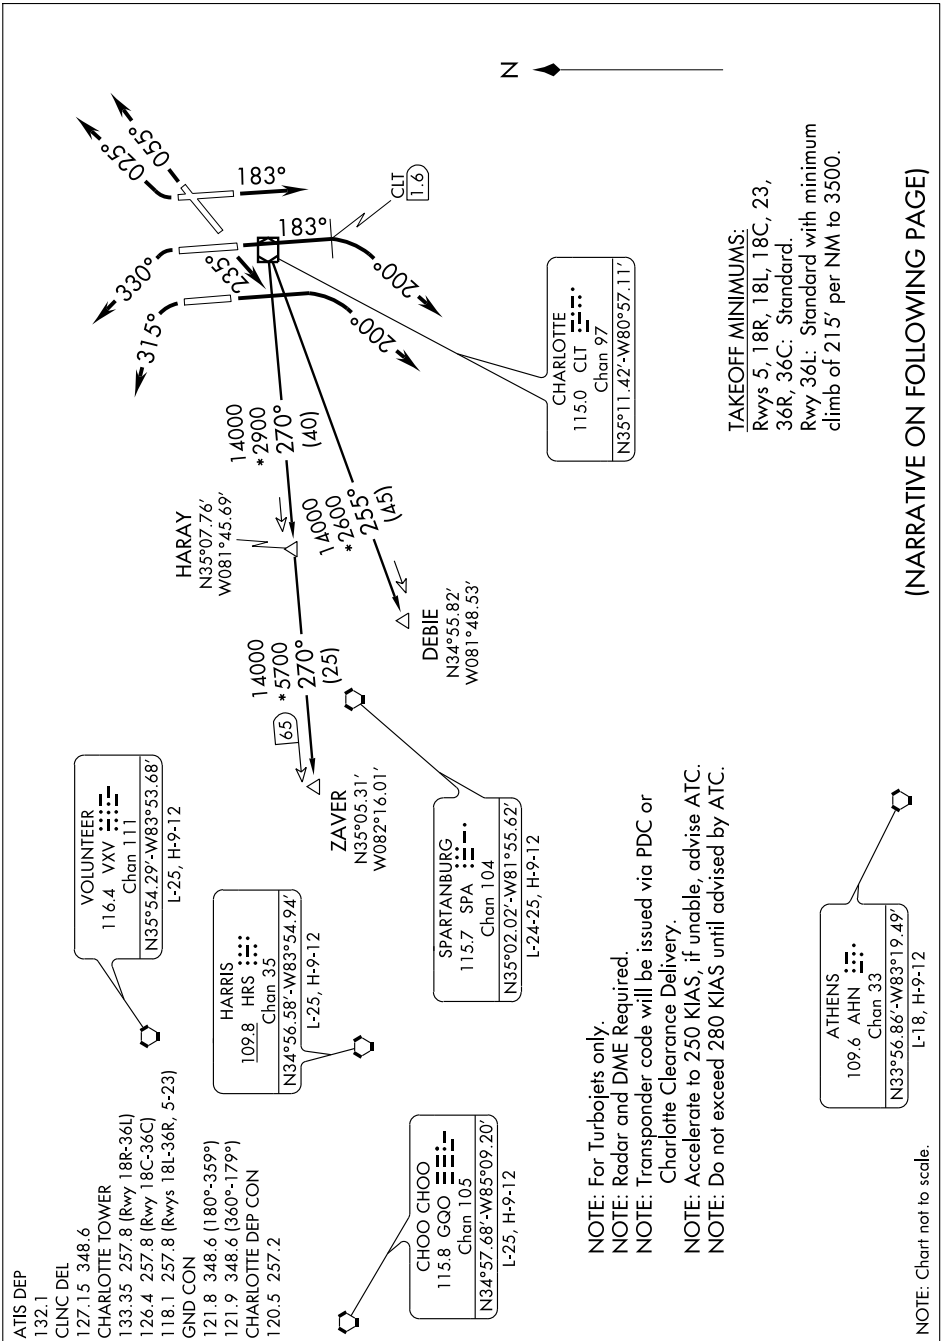 ATIS DEP
132.1
CLNC DEL
127.15 348.6
CHARLOTTE TOWER
133.35 257.8 (Rwy 18R-36L)
126.4 257.8 (Rwy 18C-36C)
118.1 257.8 (Rwys 18L-36R, 5-23)
GND CON
121.8 348.6 (180°-359°)
121.9 348.6 (360°-179°)
CHARLOTTE DEP CON
120.5 257.2
VOLUNTEER
116.4 VXV
Chan 111
N35°54.29'-W83°53.68'
L-25, H-9-12
HARRIS
109.8 HRS
Chan 35
N34°56.58'-W83°54.94'
L-25, H-9-12
CHOO CHOO
115.8 GQO
Chan 105
N34°57.68'-W85°09.20'
L-25, H-9-12
SPARTANBURG
115.7 SPA
Chan 104
N35°02.02'-W81°55.62'
L-24-25, H-9-12
ATHENS
109.6 AHN
Chan 33
N33°56.86'-W83°19.49'
L-18, H-9-12
CHARLOTTE
115.0 CLT
Chan 97
N35°11.42'-W80°57.11'
ZAVER
N35°05.31'
W082°16.01'
65
14000
*5700
270°
(25)
HARAY
N35°07.76'
W081°45.69'
14000
*2900
270°
(40)
DEBIE
N34°55.82'
W081°48.53'
14000
*2600
255°
(45)
315°
330°
025°
055°
235°
183°
183°
200°
200°
CLT
1.6
N
TAKEOFF MINIMUMS:
Rwys 5, 18R, 18L, 18C, 23,
36R, 36C: Standard.
Rwy 36L: Standard with minimum
climb of 215' per NM to 3500.
NOTE: For Turbojets only.
NOTE: Radar and DME Required.
NOTE: Transponder code will be issued via PDC or
Charlotte Clearance Delivery.
NOTE: Accelerate to 250 KIAS, if unable, advise ATC.
NOTE: Do not exceed 280 KIAS until advised by ATC.
(NARRATIVE ON FOLLOWING PAGE)
NOTE: Chart not to scale.